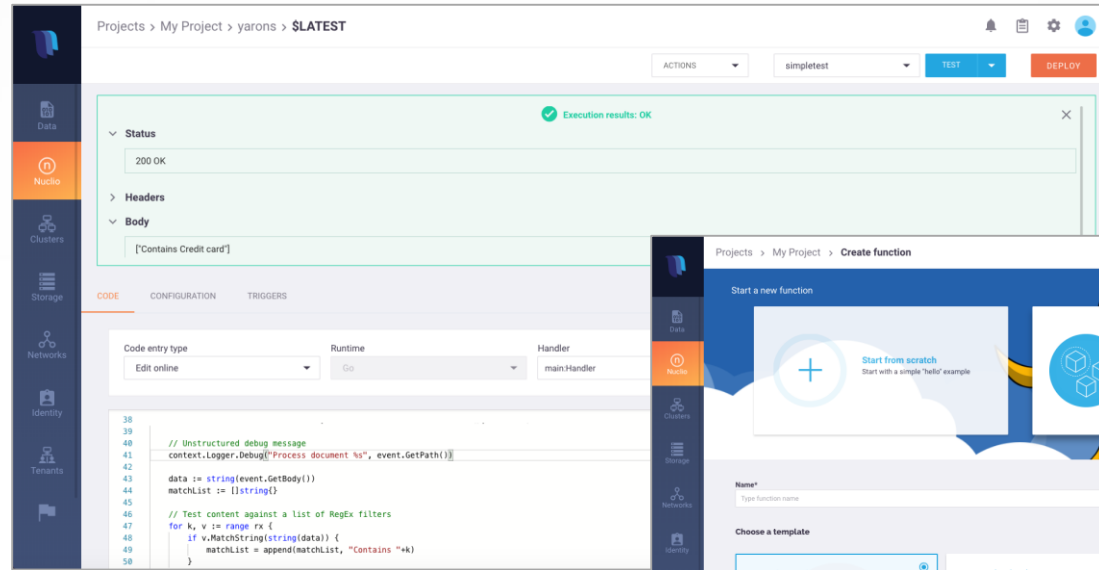 Projects > My Project > yarons > $LATEST
ACTIONS
simpletest
TEST
DEPLOY
Data
Nuclio
Clusters
Storage
Networks
Identity
Tenants
Execution results: OK
Status
200 OK
Headers
Body
["Contains Credit card"]
CODE CONFIGURATION TRIGGERS
Code entry type Runtime Handler
Edit online Go main:Handler
38
39
40 // Unstructured debug message
41 context.Logger.Debug("Process document %s", event.GetPath())
42
43 data := string(event.GetBody())
44 matchList := []string{}
45
46 // Test content against a list of RegEx filters
47 for k, v := range rx {
48 if v.MatchString(string(data)) {
49 matchList = append(matchList, "Contains "+k)
50 }
Projects > My Project > Create function
Data
Nuclio
Clusters
Storage
Networks
Identity
Start a new function
Start from scratch
Start with a simple "hello" example
Name*
Type function name
Choose a template